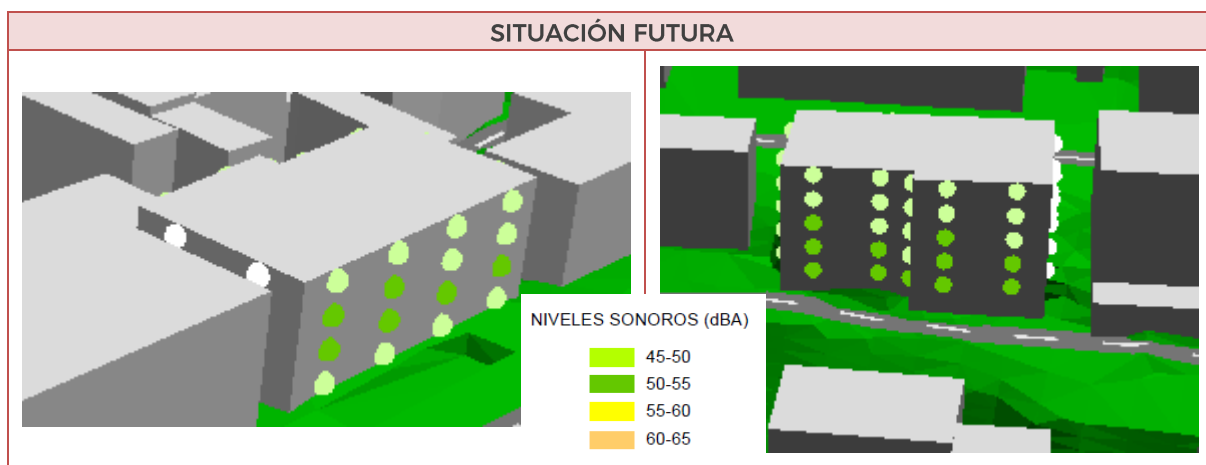 SITUACIÓN FUTURA
NIVELES SONOROS (dBA)
45-50
50-55
55-60
60-65